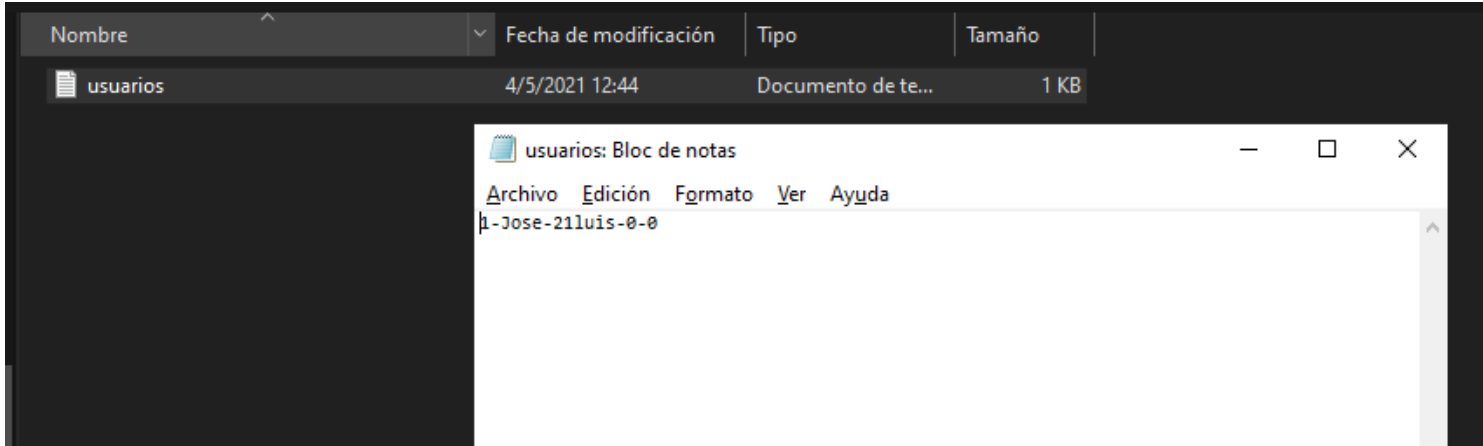 Nombre Fecha de modificación Tipo Tamaño
usuarios 4/5/2021 12:44 Documento de te... 1 KB
usuarios: Bloc de notas
Archivo Edición Formato Ver Ayuda
1-Jose-21luis-0-0